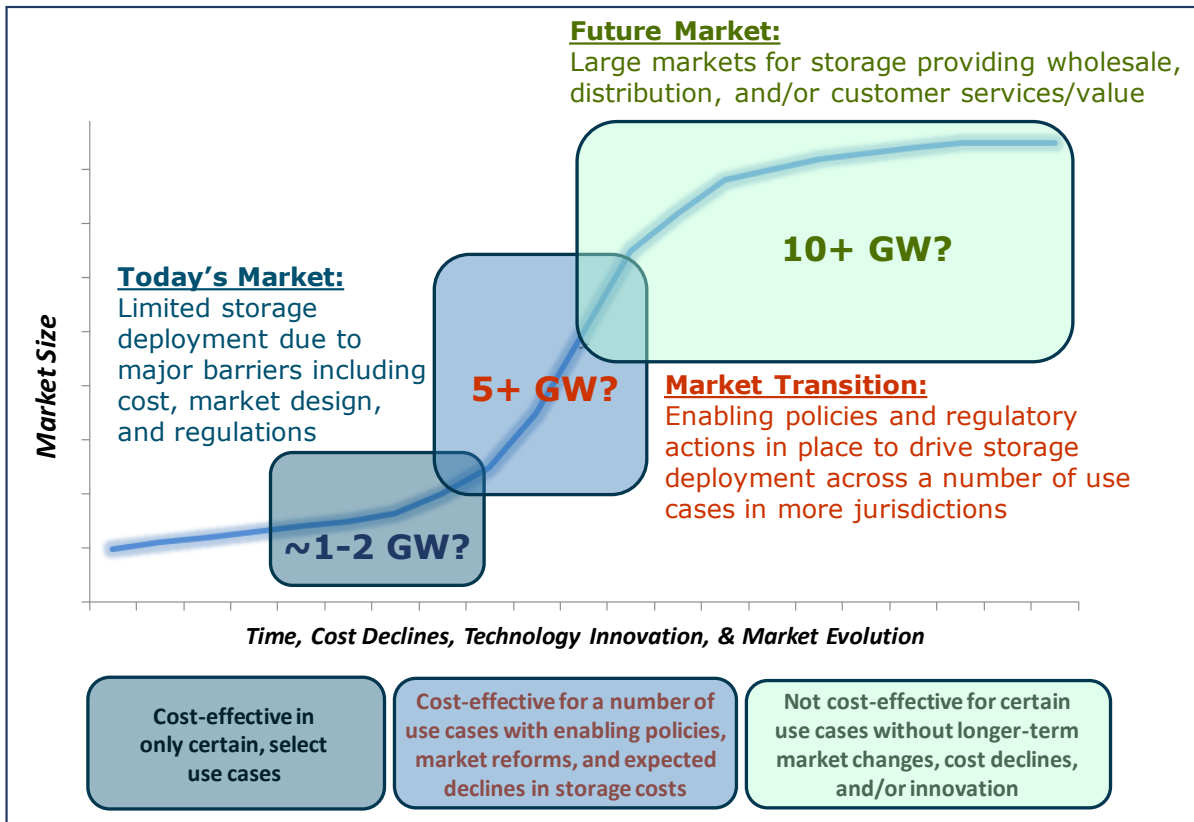 Future Market:
Large markets for storage providing wholesale,
distribution, and/or customer services/value
10+ GW?
Today’s Market:
Limited storage
deployment due to
major barriers including
cost, market design,
and regulations
5+ GW?
Market Transition:
Enabling policies and regulatory
actions in place to drive storage
deployment across a number of use
cases in more jurisdictions
~1-2 GW?
Market Size
Time, Cost Declines, Technology Innovation, & Market Evolution
Cost-effective in
only certain, select
use cases
Cost-effective for a number of
use cases with enabling policies,
market reforms, and expected
declines in storage costs
Not cost-effective for certain
use cases without longer-term
market changes, cost declines,
and/or innovation